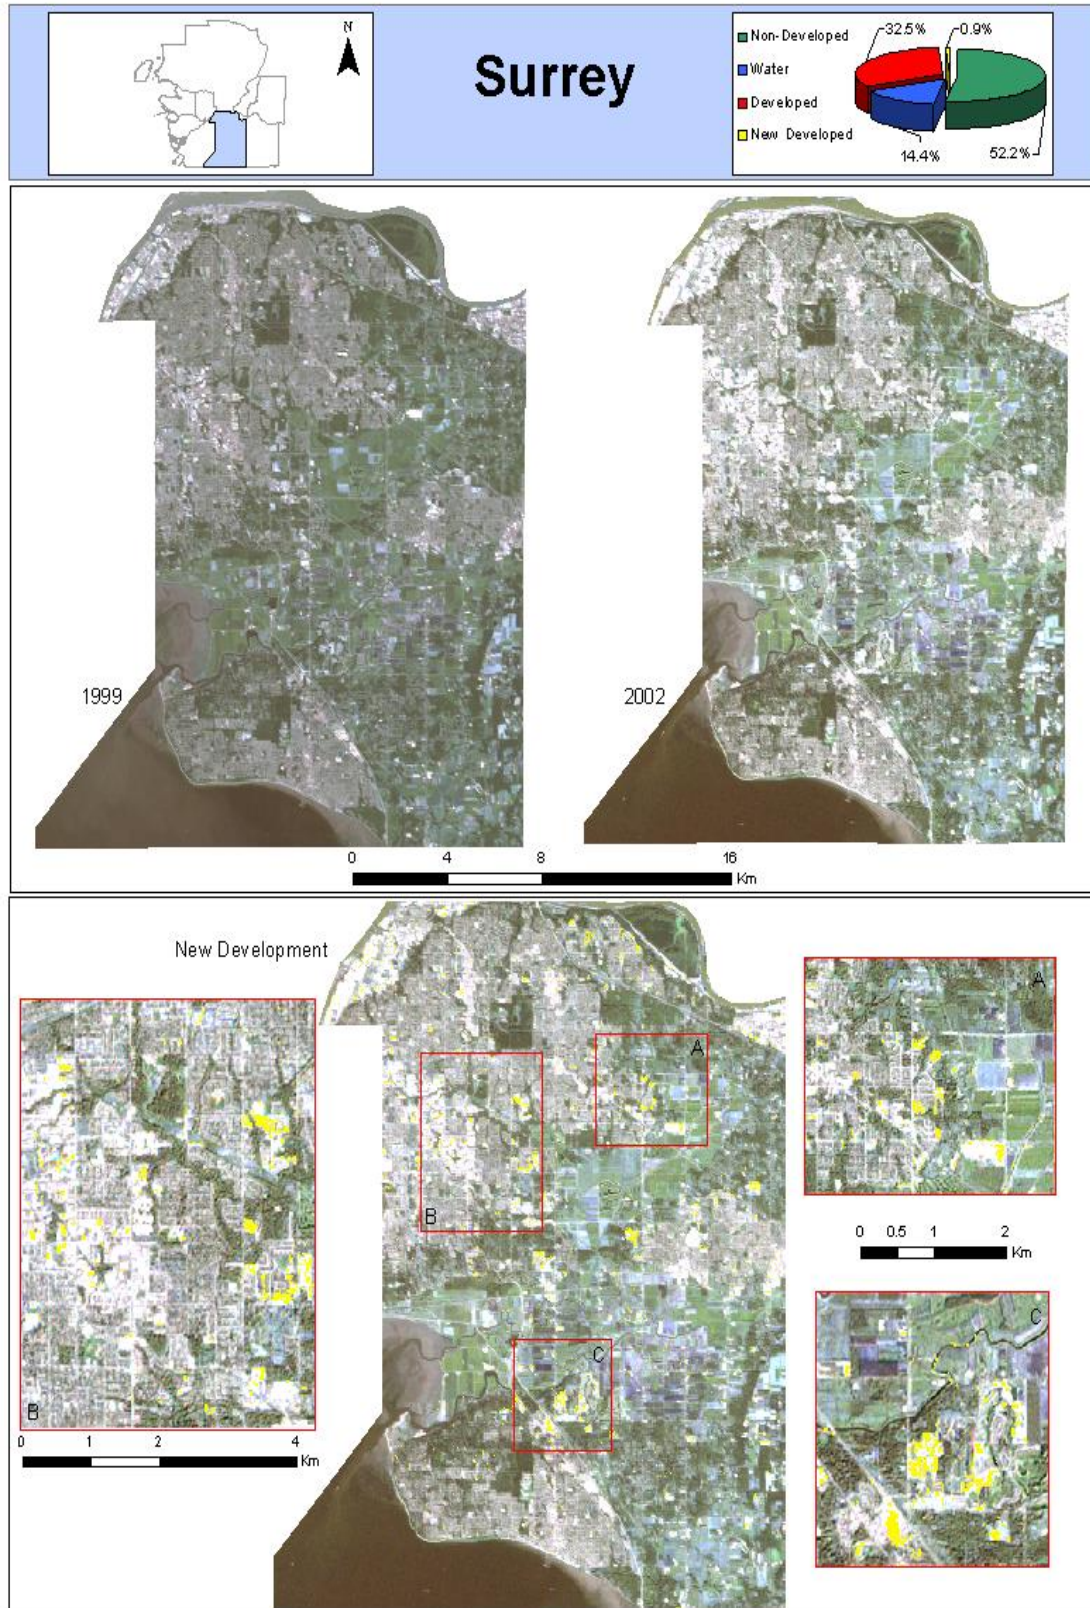 N
Surrey
Non-Developed
Water
Developed
New Developed
32.5%
0.9%
14.4%
52.2%
1999
2002
0 4 8 16
Km
New Development
A
B
C
A
0 0.5 1 2
Km
C
B
0 1 2 4
Km